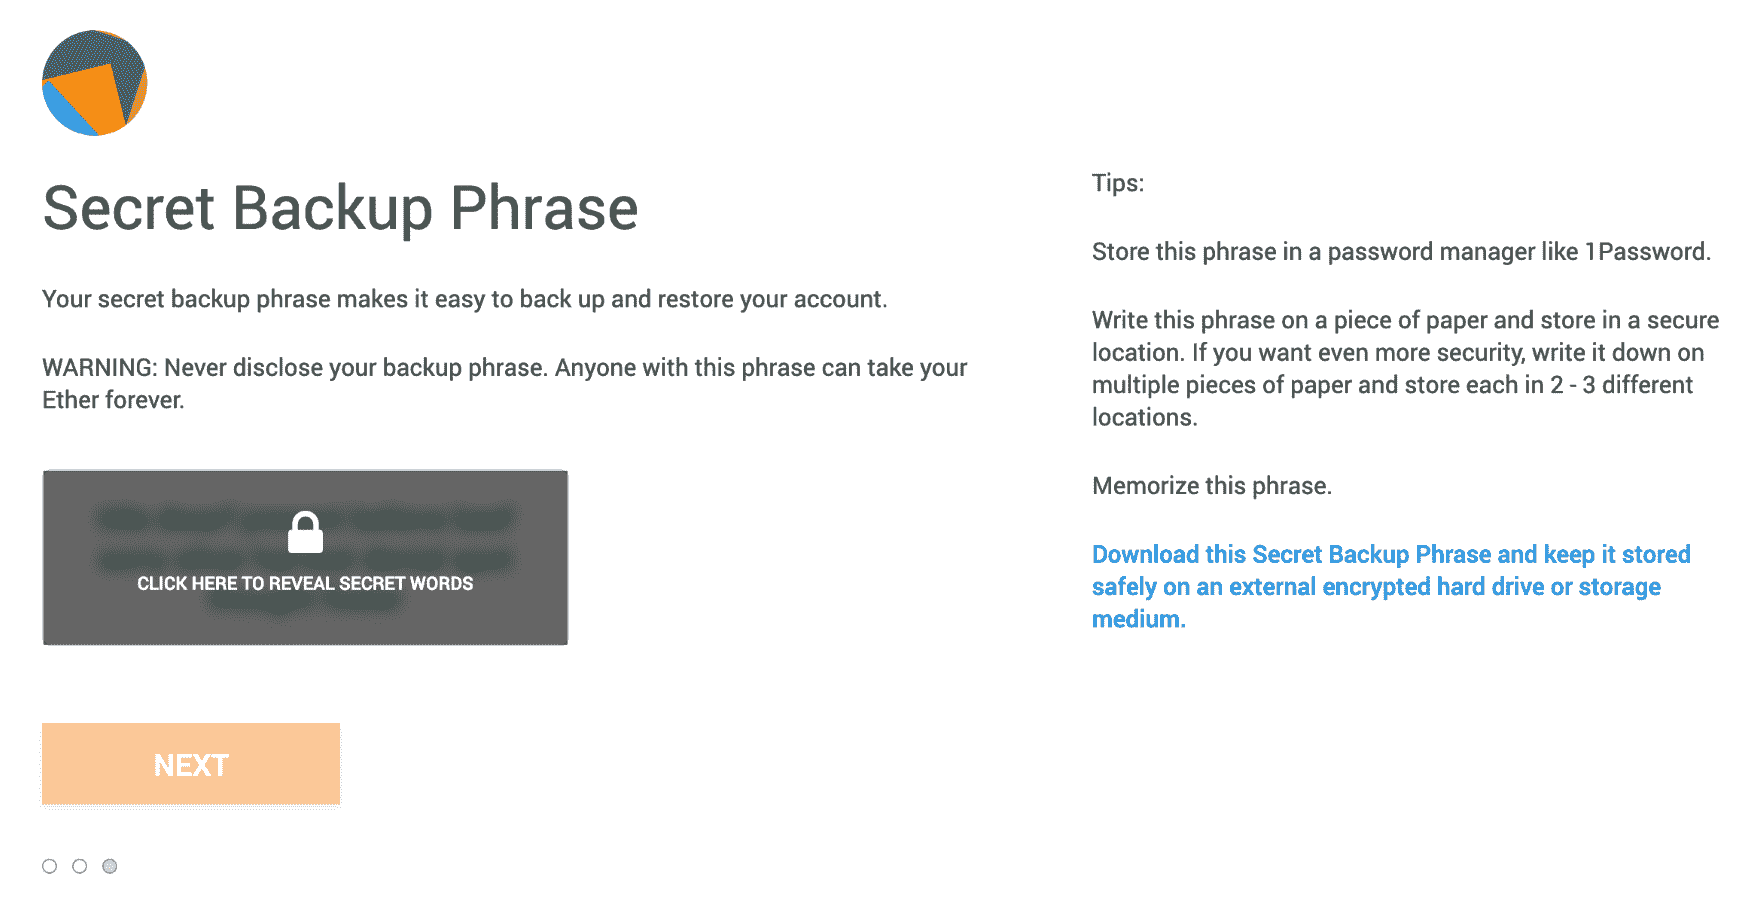 Secret Backup Phrase
Your secret backup phrase makes it easy to back up and restore your account.
WARNING: Never disclose your backup phrase. Anyone with this phrase can take your
Ether forever.
CLICK HERE TO REVEAL SECRET WORDS
NEXT
Tips:
Store this phrase in a password manager like 1Password.
Write this phrase on a piece of paper and store in a secure
location. If you want even more security, write it down on
multiple pieces of paper and store each in 2 - 3 different
locations.
Memorize this phrase.
Download this Secret Backup Phrase and keep it stored
safely on an external encrypted hard drive or storage
medium.